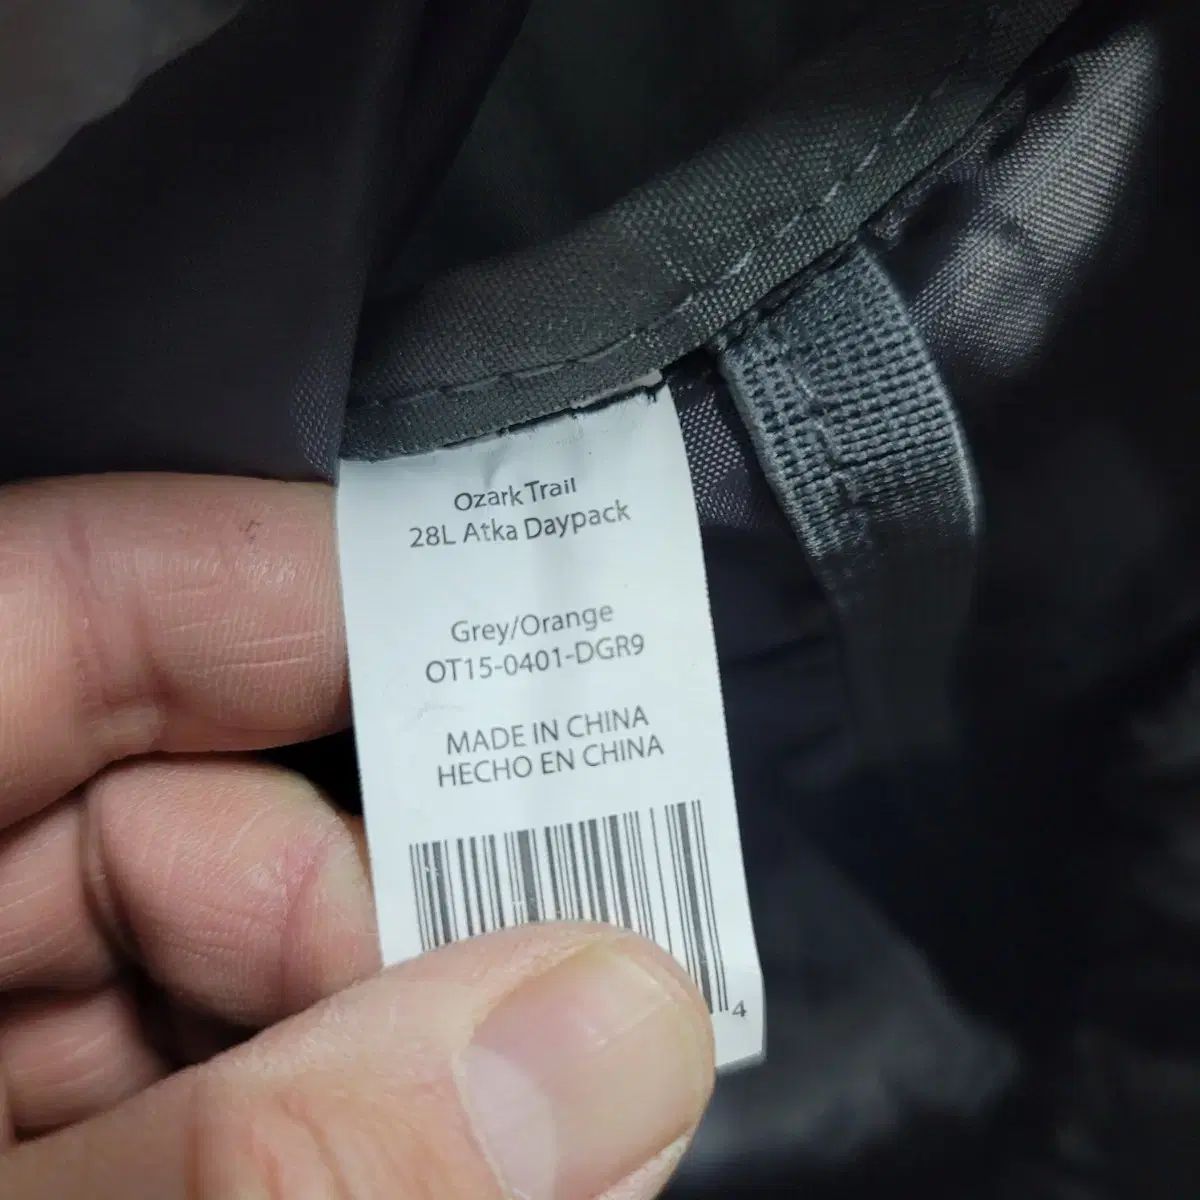 Ozark Trail
28L Atka Daypack
Grey/Orange
OT15-0401-DGR9
MADE IN CHINA
HECHO EN CHINA
4